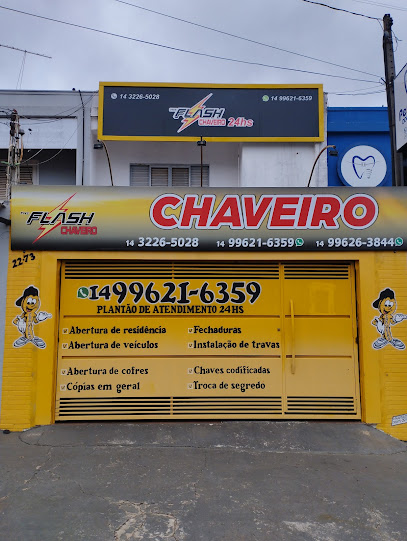 14 3226-5028
14 99621-6359
THE FLASH
CHAVEIRO 24hs
THE FLASH
CHAVEIRO
CHAVEIRO
14 3226-5028 14 99621-6359 14 99626-3844
2273
14 99621-6359
PLANTÃO DE ATENDIMENTO 24HS
Abertura de residência
Fechaduras
Abertura de veículos
Instalação de travas
Abertura de cofres
Chaves codificadas
Cópias em geral
Troca de segredo